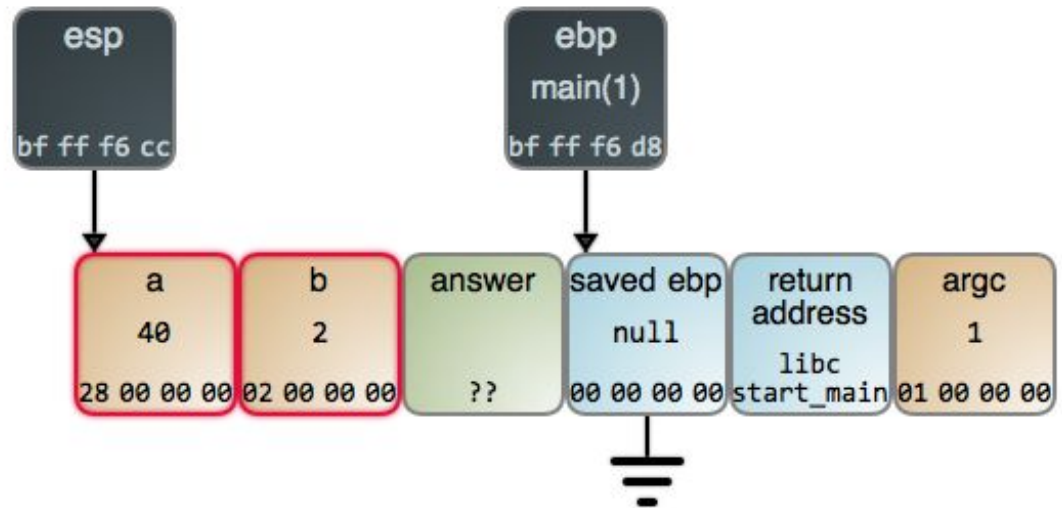 esp
bf ff f6 cc
ebp
main(1)
bf ff f6 d8
a
40
28 00 00 00
b
2
02 00 00 00
answer
??
saved ebp
null
00 00 00 00
return
address
libc
start_main
argc
1
01 00 00 00